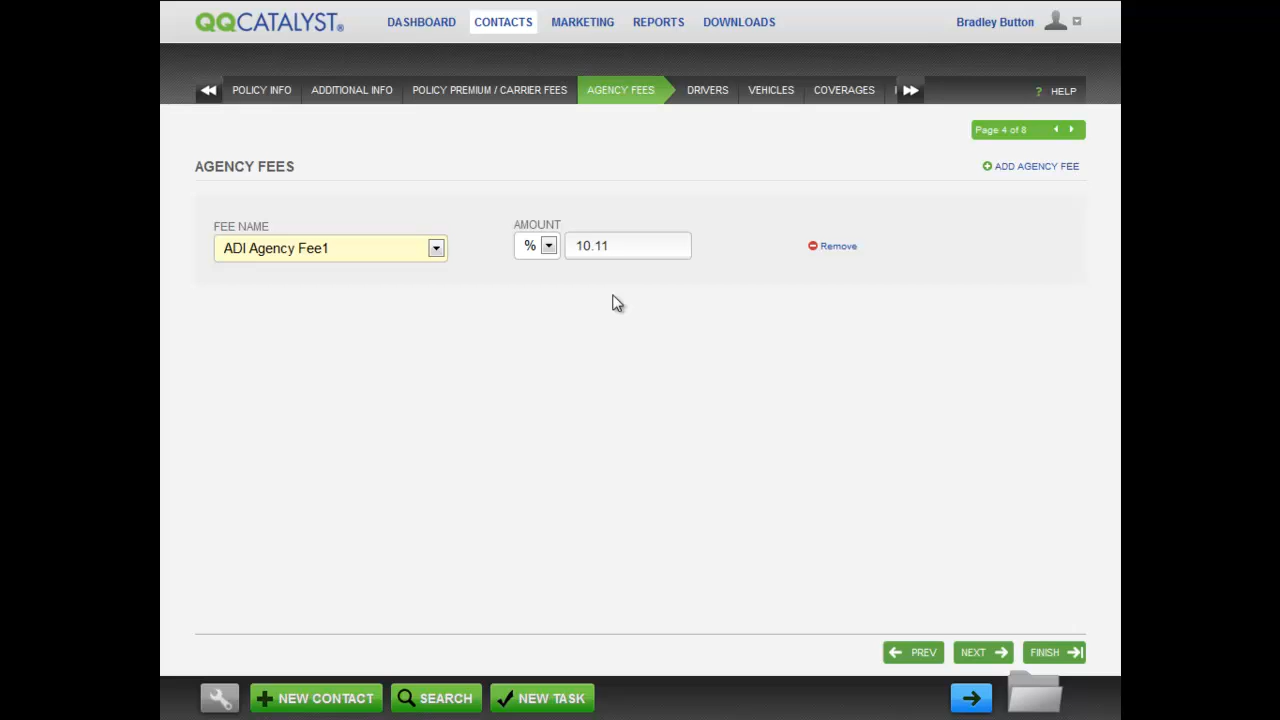 QQCATALYST® DASHBOARD CONTACTS MARKETING REPORTS DOWNLOADS Bradley Button
POLICY INFO ADDITIONAL INFO POLICY PREMIUM / CARRIER FEES AGENCY FEES DRIVERS VEHICLES COVERAGES ? HELP
Page 4 of 8
AGENCY FEES ADD AGENCY FEE
FEE NAME AMOUNT
ADI Agency Fee1 % 10.11 Remove
PREV NEXT FINISH
NEW CONTACT SEARCH NEW TASK